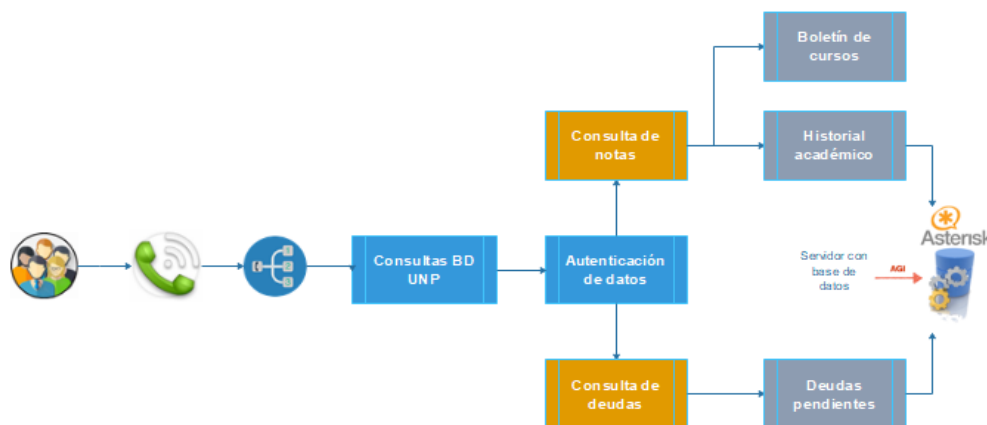 Boletín de
cursos
Consulta de
notas
Historial
académico
Asterisk
Consultas BD
UNP
Autenticación
de datos
Servidor con
base de
datos
AGI
Consulta de
deudas
Deudas
pendientes